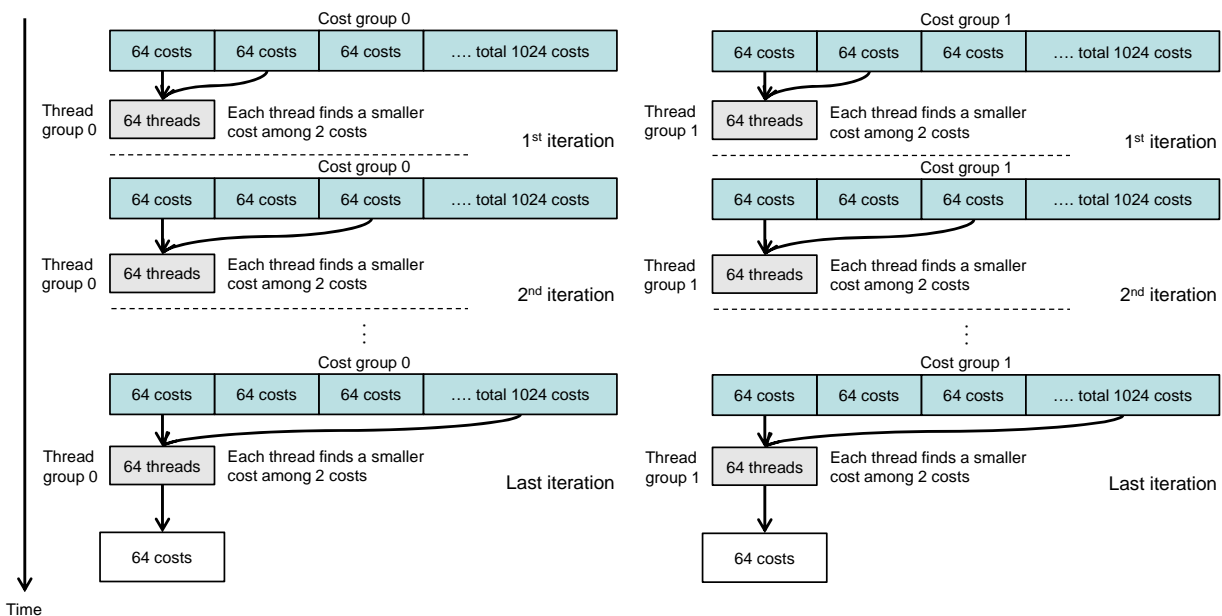 Cost group 0
64 costs 64 costs 64 costs .... total 1024 costs
Thread group 0
64 threads
Each thread finds a smaller
cost among 2 costs
1st iteration
Cost group 0
64 costs 64 costs 64 costs .... total 1024 costs
Thread group 0
64 threads
Each thread finds a smaller
cost among 2 costs
2nd iteration
Cost group 0
64 costs 64 costs 64 costs .... total 1024 costs
Thread group 0
64 threads
Each thread finds a smaller
cost among 2 costs
Last iteration
64 costs
Time
Cost group 1
64 costs 64 costs 64 costs .... total 1024 costs
Thread group 1
64 threads
Each thread finds a smaller
cost among 2 costs
1st iteration
Cost group 1
64 costs 64 costs 64 costs .... total 1024 costs
Thread group 1
64 threads
Each thread finds a smaller
cost among 2 costs
2nd iteration
Cost group 1
64 costs 64 costs 64 costs .... total 1024 costs
Thread group 1
64 threads
Each thread finds a smaller
cost among 2 costs
Last iteration
64 costs